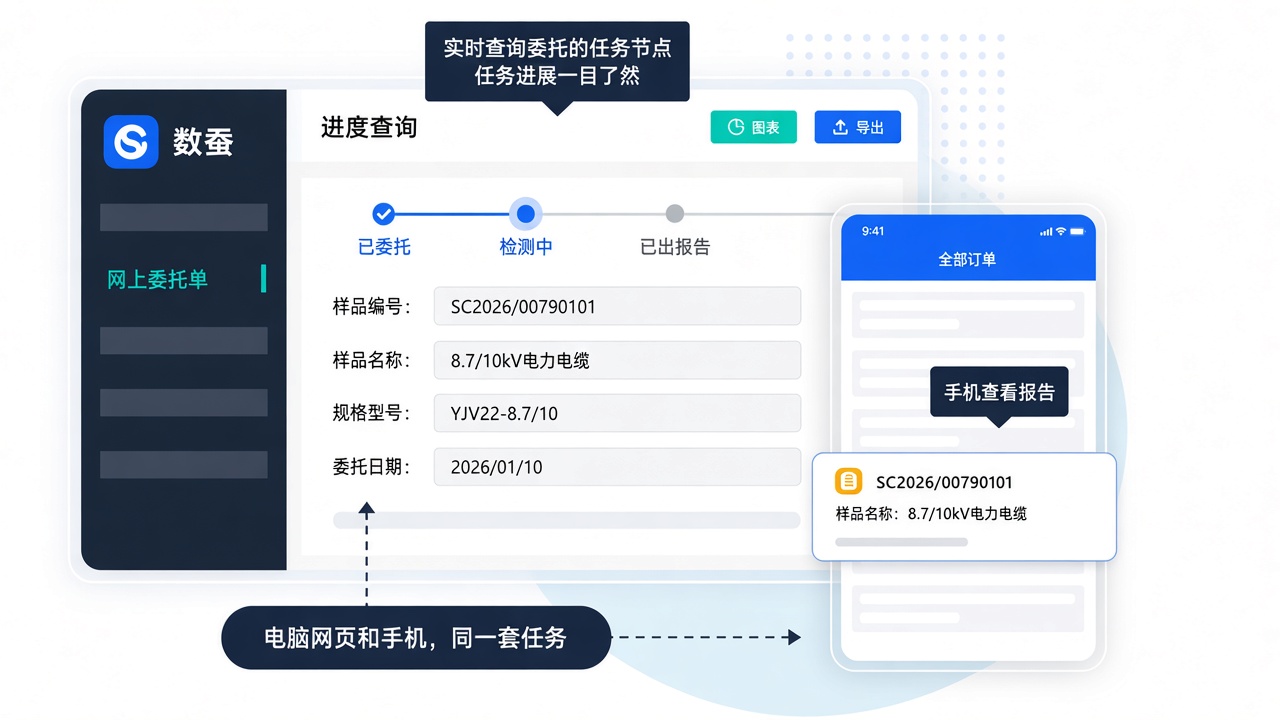 实时查询委托的任务节点
任务进展一目了然
数蚕
网上委托单
进度查询
图表
导出
已委托
检测中
已出报告
样品编号：
SC2026/00790101
样品名称：
8.7/10kV电力电缆
规格型号：
YJV22-8.7/10
委托日期：
2026/01/10
9:41
全部订单
手机查看报告
SC2026/00790101
样品名称：8.7/10kV电力电缆
电脑网页和手机，同一套任务